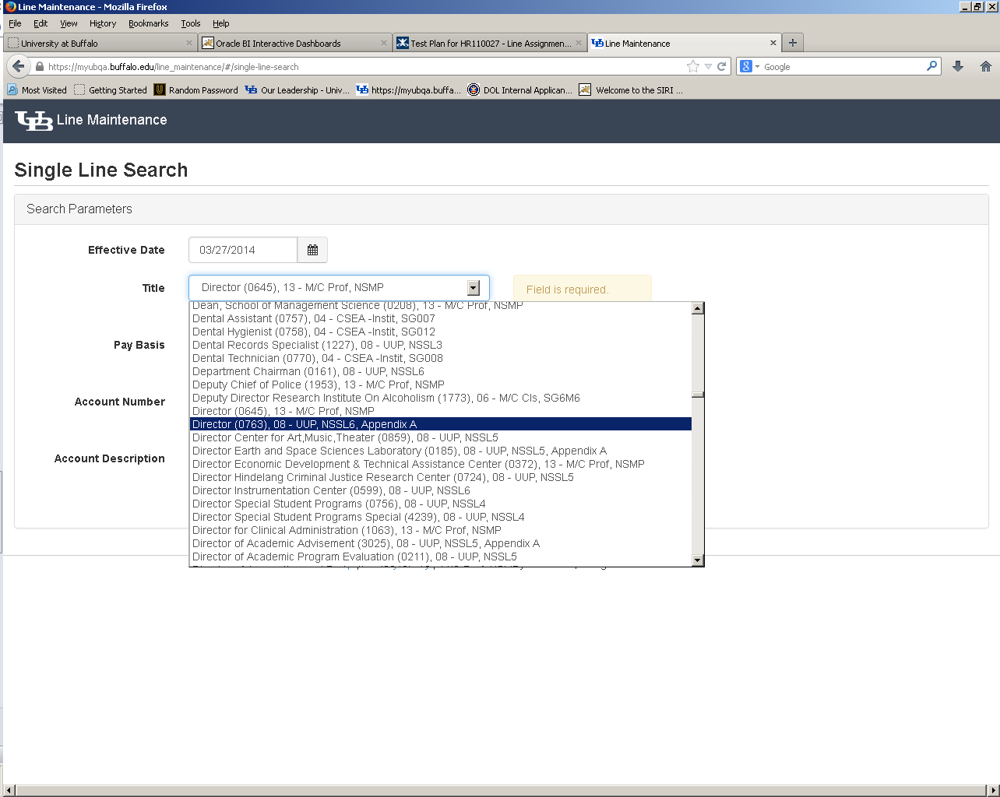 Line Maintenance - Mozilla Firefox
File Edit View History Bookmarks Tools Help
University at Buffalo
Oracle BI Interactive Dashboards
Test Plan for HR110027 - Line Assignmen...
Line Maintenance
https://myubqa.buffalo.edu/line_maintenance/#/single-line-search
Google
Most Visited Getting Started Random Password Our Leadership - Univ... https://myubqa.buffa... DOL Internal Applican... Welcome to the SIRI ...
UB Line Maintenance
Single Line Search
Search Parameters
Effective Date 03/27/2014
Title Director (0645), 13 - M/C Prof, NSMP Field is required.
Dean, School of Management Science (0208), 13 - M/C Prof, NSMP
Dental Assistant (0757), 04 - CSEA -Instit, SG007
Dental Hygienist (0758), 04 - CSEA -Instit, SG012
Pay Basis Dental Records Specialist (1227), 08 - UUP, NSSL3
Dental Technician (0770), 04 - CSEA -Instit, SG008
Department Chairman (0161), 08 - UUP, NSSL6
Deputy Chief of Police (1953), 13 - M/C Prof, NSMP
Account Number Deputy Director Research Institute On Alcoholism (1773), 06 - M/C Cls, SG6M6
Director (0645), 13 - M/C Prof, NSMP
Director (0763), 08 - UUP, NSSL6, Appendix A
Director Center for Art,Music,Theater (0859), 08 - UUP, NSSL5
Director Earth and Space Sciences Laboratory (0185), 08 - UUP, NSSL5, Appendix A
Account Description Director Economic Development & Technical Assistance Center (0372), 13 - M/C Prof, NSMP
Director Hindelang Criminal Justice Research Center (0724), 08 - UUP, NSSL5
Director Instrumentation Center (0599), 08 - UUP, NSSL6
Director Special Student Programs (0756), 08 - UUP, NSSL4
Director Special Student Programs Special (4239), 08 - UUP, NSSL4
Director for Clinical Administration (1063), 13 - M/C Prof, NSMP
Director of Academic Advisement (3025), 08 - UUP, NSSL5, Appendix A
Director of Academic Program Evaluation (0211), 08 - UUP, NSSL5